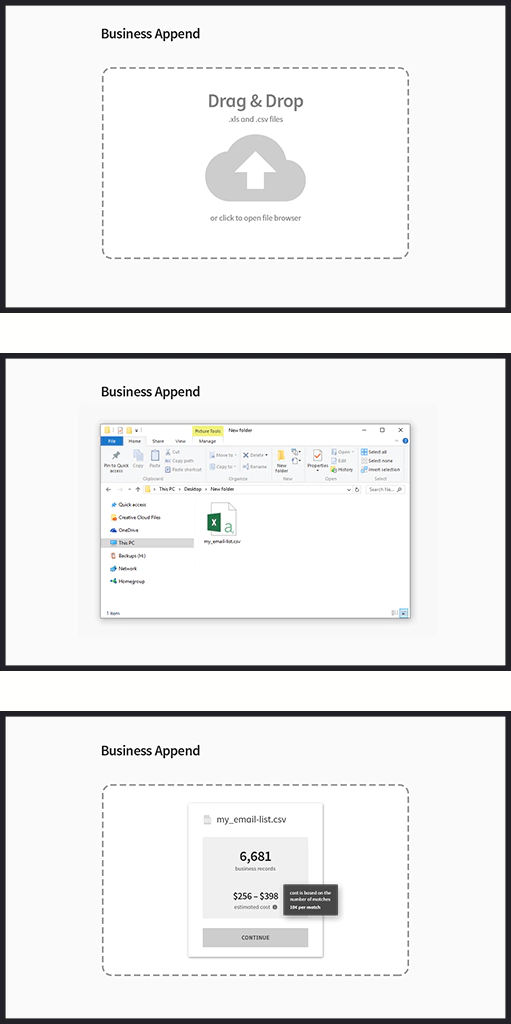 Business Append
Drag & Drop
.xls and .csv files
or click to open file browser
Business Append
Picture Tools New folder
File Home Share View Manage
Pin to Quick access
Copy
Paste
Cut
Copy path
Paste shortcut
Move to
Copy to
Delete
Rename
New folder
Properties
Open
Edit
History
Select all
Select none
Invert selection
Clipboard Organize New Open Select
This PC Desktop New folder
Search Ne...
Quick access
Creative Cloud Files
OneDrive
This PC
Backups (H:)
Network
Homegroup
my_email-list.csv
1 item
Business Append
my_email-list.csv
6,681
business records
$256 – $398
estimated cost
cost is based on the
number of matches
10¢ per match
CONTINUE